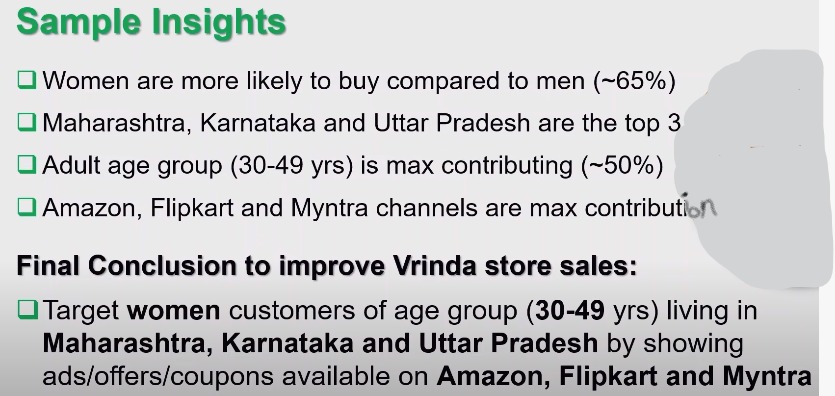 Sample Insights
Women are more likely to buy compared to men (~65%)
Maharashtra, Karnataka and Uttar Pradesh are the top 3
Adult age group (30-49 yrs) is max contributing (~50%)
Amazon, Flipkart and Myntra channels are max contribution
Final Conclusion to improve Vrinda store sales:
Target women customers of age group (30-49 yrs) living in
Maharashtra, Karnataka and Uttar Pradesh by showing
ads/offers/coupons available on Amazon, Flipkart and Myntra